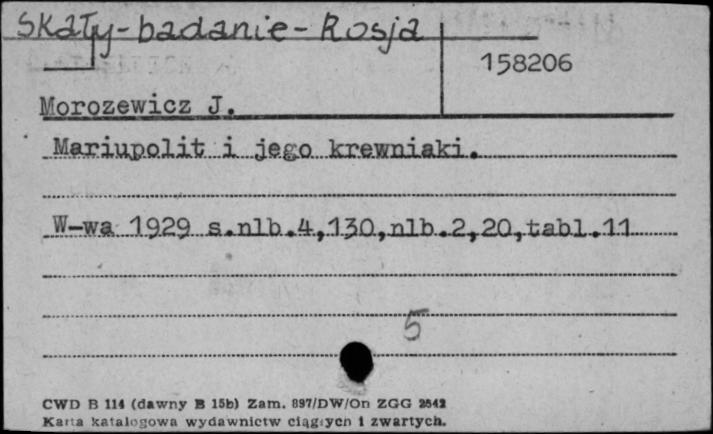 Skały-badanie-Rosja
158206
Morozewicz J.
Mariupolit i jego krewniaki.
W-wa 1929 s.nlb.4,130,nlb.2,20,tabl.11
5
CWD B 114 (dawny B 15b) Zam. 897/DW/On ZGG 2542
Karta katalogowa wydawnictw ciągłych i zwartych.